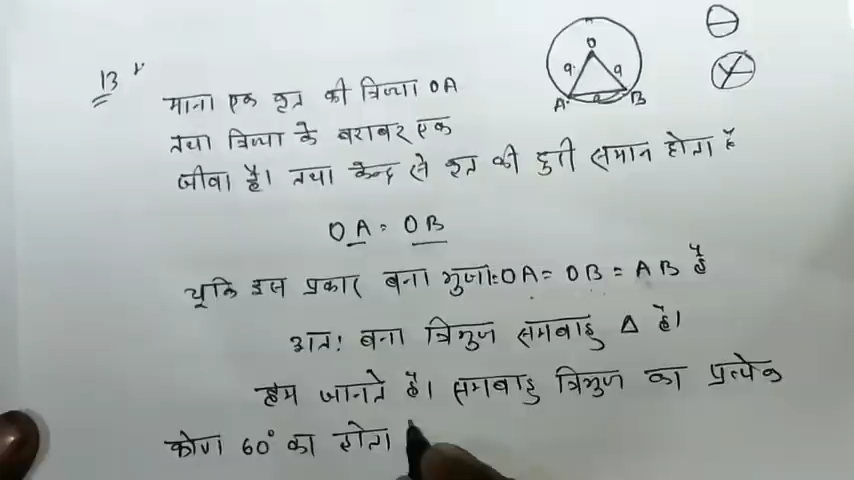 13
माना एक वृत की त्रिज्या OA
तथा त्रिज्या के बराबर एक
जीवा है। तथा केन्द्र से वृत की दुरी समान होता है
OA = OB
चूकि इस प्रकार बना भुजा: OA = OB = AB है
अत: बना त्रिभुज समबाहु Δ है।
हम जानते है। समबाहु त्रिभुज का प्रत्येक
कोण 60° का होता
O
a a
A a B